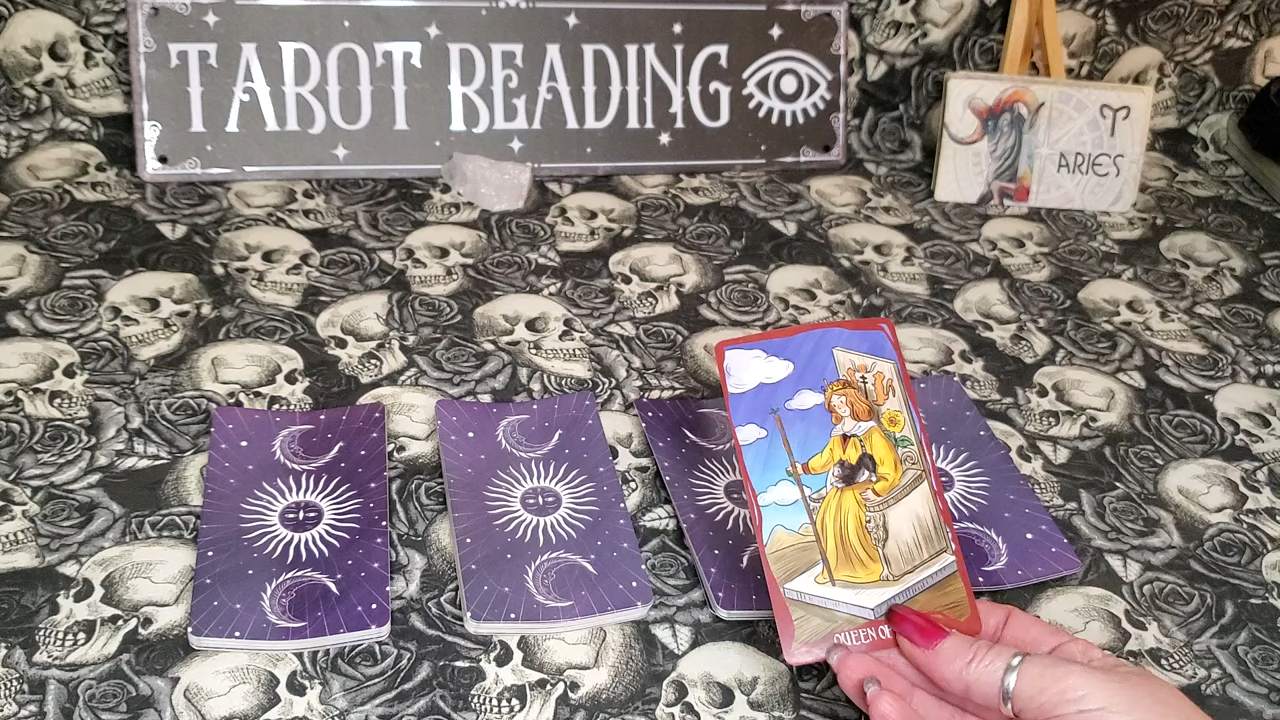 TAROT READING
♈ ARIES
QUEEN OF